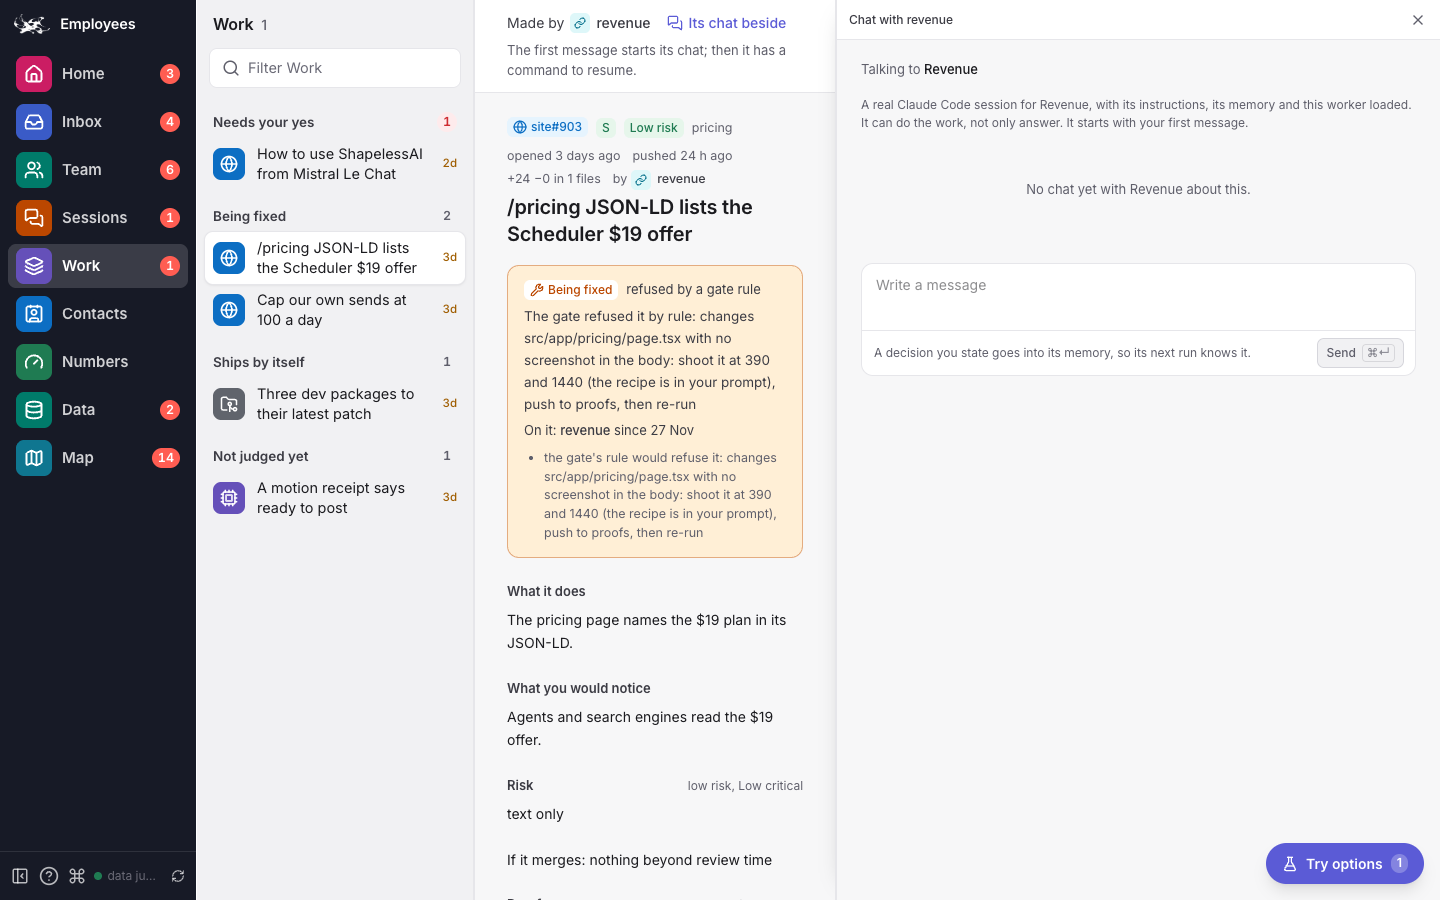 Employees
Home 3
Inbox 4
Team 6
Sessions 1
Work 1
Contacts
Numbers
Data 2
Map 14
data ju...
Work 1
Filter Work
Needs your yes 1
How to use ShapelessAI
from Mistral Le Chat
2d
Being fixed 2
/pricing JSON-LD lists
the Scheduler $19 offer
3d
Cap our own sends at
100 a day
3d
Ships by itself 1
Three dev packages to
their latest patch
3d
Not judged yet 1
A motion receipt says
ready to post
3d
Made by revenue Its chat beside
The first message starts its chat; then it has a
command to resume.
site#903 S Low risk pricing
opened 3 days ago pushed 24 h ago
+24 −0 in 1 files by revenue
/pricing JSON-LD lists the
Scheduler $19 offer
Being fixed refused by a gate rule
The gate refused it by rule: changes
src/app/pricing/page.tsx with no
screenshot in the body: shoot it at 390
and 1440 (the recipe is in your prompt),
push to proofs, then re-run
On it: revenue since 27 Nov
• the gate's rule would refuse it: changes
src/app/pricing/page.tsx with no
screenshot in the body: shoot it at 390
and 1440 (the recipe is in your prompt),
push to proofs, then re-run
What it does
The pricing page names the $19 plan in its
JSON-LD.
What you would notice
Agents and search engines read the $19
offer.
Risk low risk, Low critical
text only
If it merges: nothing beyond review time
Chat with revenue
Talking to Revenue
A real Claude Code session for Revenue, with its instructions, its memory and this worker loaded.
It can do the work, not only answer. It starts with your first message.
No chat yet with Revenue about this.
Write a message
A decision you state goes into its memory, so its next run knows it.
Send ⌘↵
Try options 1